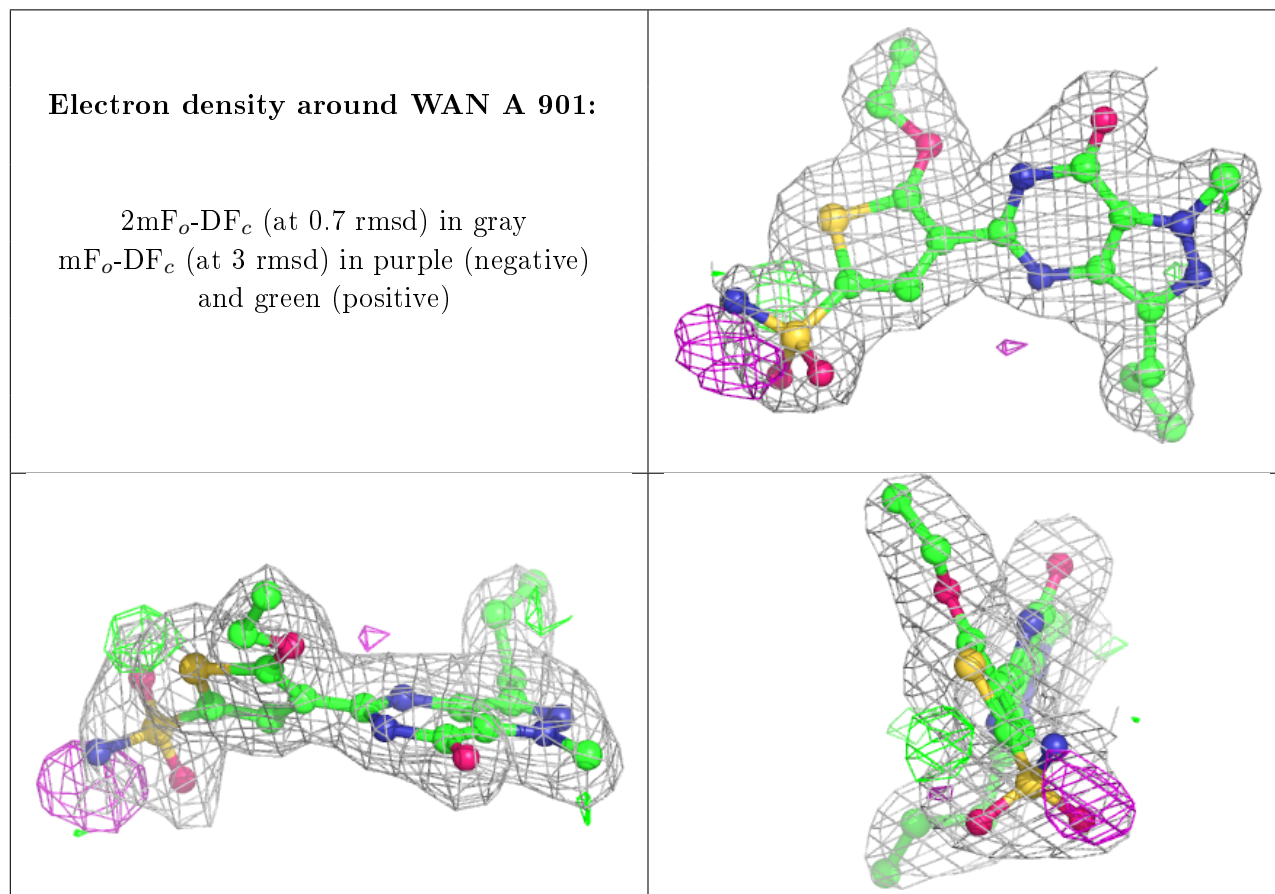 Electron density around WAN A 901:
2mFo-DFc (at 0.7 rmsd) in gray
mFo-DFc (at 3 rmsd) in purple (negative)
and green (positive)